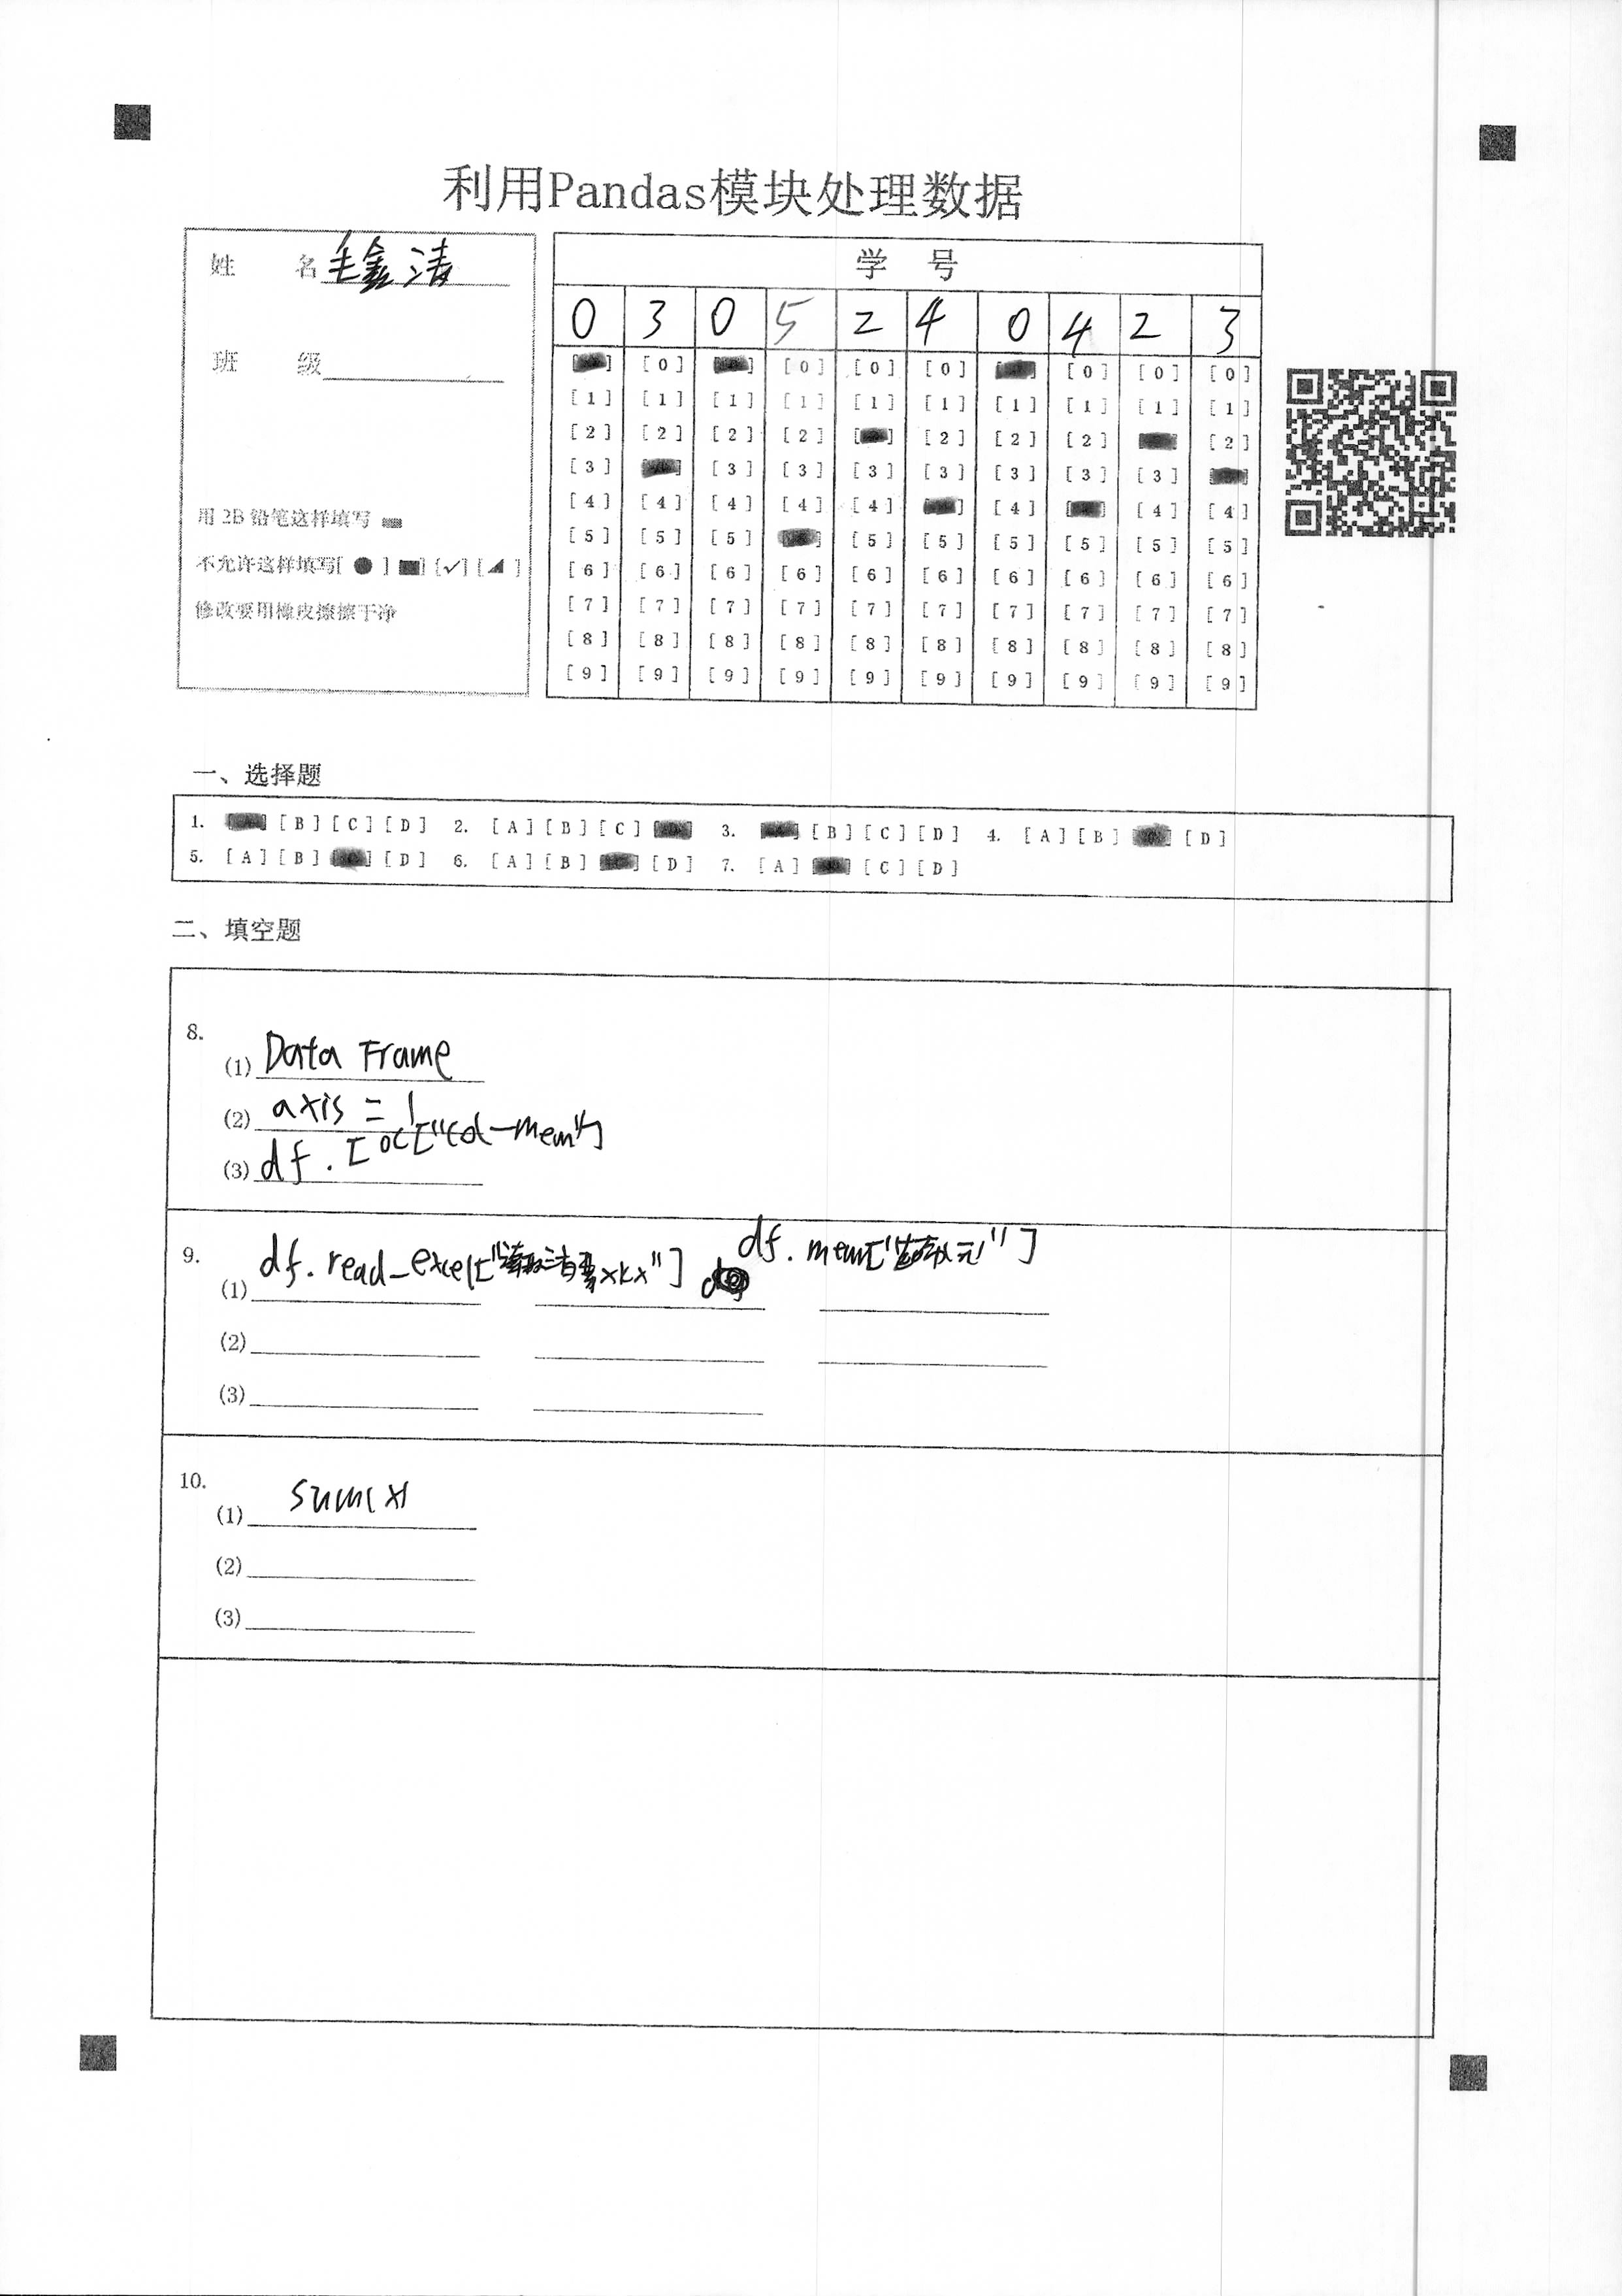 利用Pandas模块处理数据
姓 名 毛鑫涛
班 级
用 2B 铅笔这样填写
不允许这样填写[ ● ] [■] [✓] [◢ ]
修改要用橡皮擦擦干净
学 号
0 3 0 5 2 4 0 4 2 3
[0] [0] [0] [0] [0] [0] [0]
[1] [1] [1] [1] [1] [1] [1] [1] [1] [1]
[2] [2] [2] [2] [2] [2] [2] [2]
[3] [3] [3] [3] [3] [3] [3] [3]
[4] [4] [4] [4] [4] [4] [4] [4]
[5] [5] [5] [5] [5] [5] [5] [5] [5]
[6] [6] [6] [6] [6] [6] [6] [6] [6] [6]
[7] [7] [7] [7] [7] [7] [7] [7] [7] [7]
[8] [8] [8] [8] [8] [8] [8] [8] [8] [8]
[9] [9] [9] [9] [9] [9] [9] [9] [9] [9]
一、选择题
1. [B] [C] [D] 2. [A] [B] [C] 3. [B] [C] [D] 4. [A] [B] [D]
5. [A] [B] [D] 6. [A] [B] [D] 7. [A] [C] [D]
二、填空题
8.
(1) Data Frame
(2) axis = 1
(3) df.
9.
(1) df.read_excel[" xlx"] df.mem[" "]
(2)
(3)
10.
(1) sum(x)
(2)
(3)